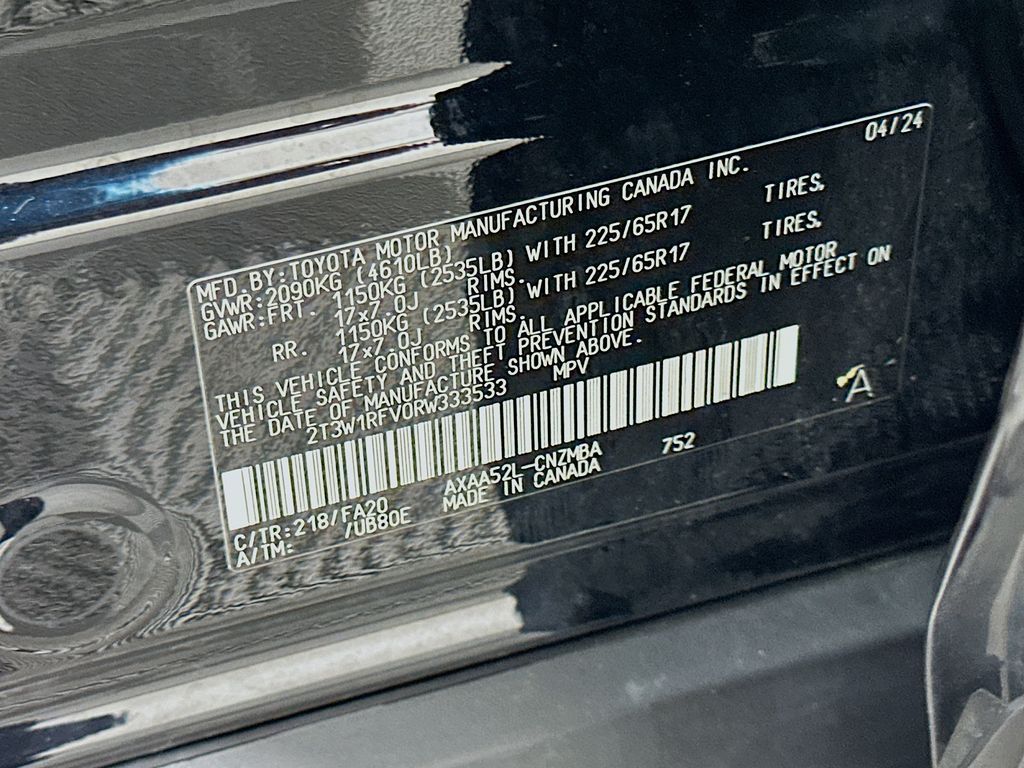 04/24
MFD.BY:TOYOTA MOTOR MANUFACTURING CANADA INC.
GVWR:2090KG (4610LB)
GAWR:FRT. 1150KG (2535LB) WITH 225/65R17 TIRES,
17x7.0J RIMS.
RR. 1150KG (2535LB) WITH 225/65R17 TIRES,
17x7.0J RIMS.
THIS VEHICLE CONFORMS TO ALL APPLICABLE FEDERAL MOTOR
VEHICLE SAFETY AND THEFT PREVENTION STANDARDS IN EFFECT ON
THE DATE OF MANUFACTURE SHOWN ABOVE.
2T3W1RFV0RW333533 MPV
A
C/TR:218/FA20 AXAA52L-CNZMBA 752
A/TM: /UB80E MADE IN CANADA